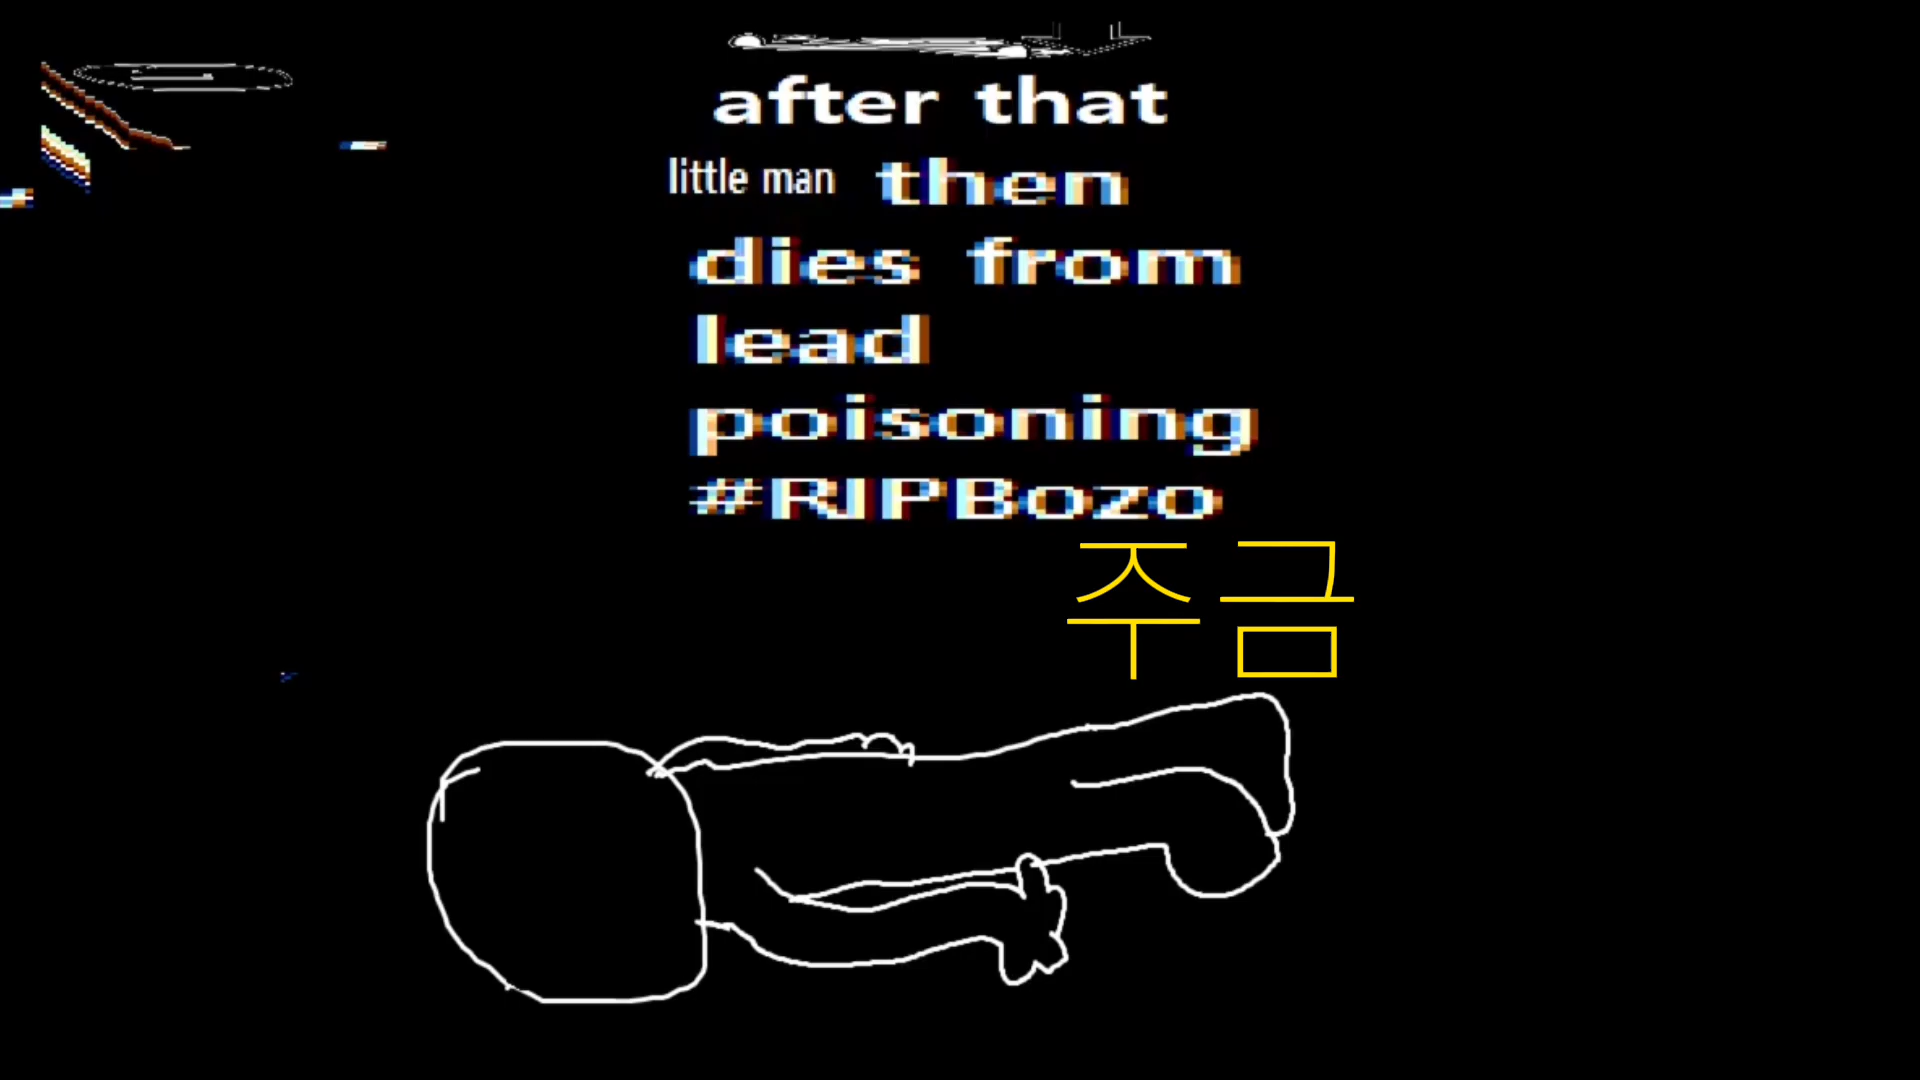 after that
little man then
dies from
lead
poisoning
#RIPBozo
주금